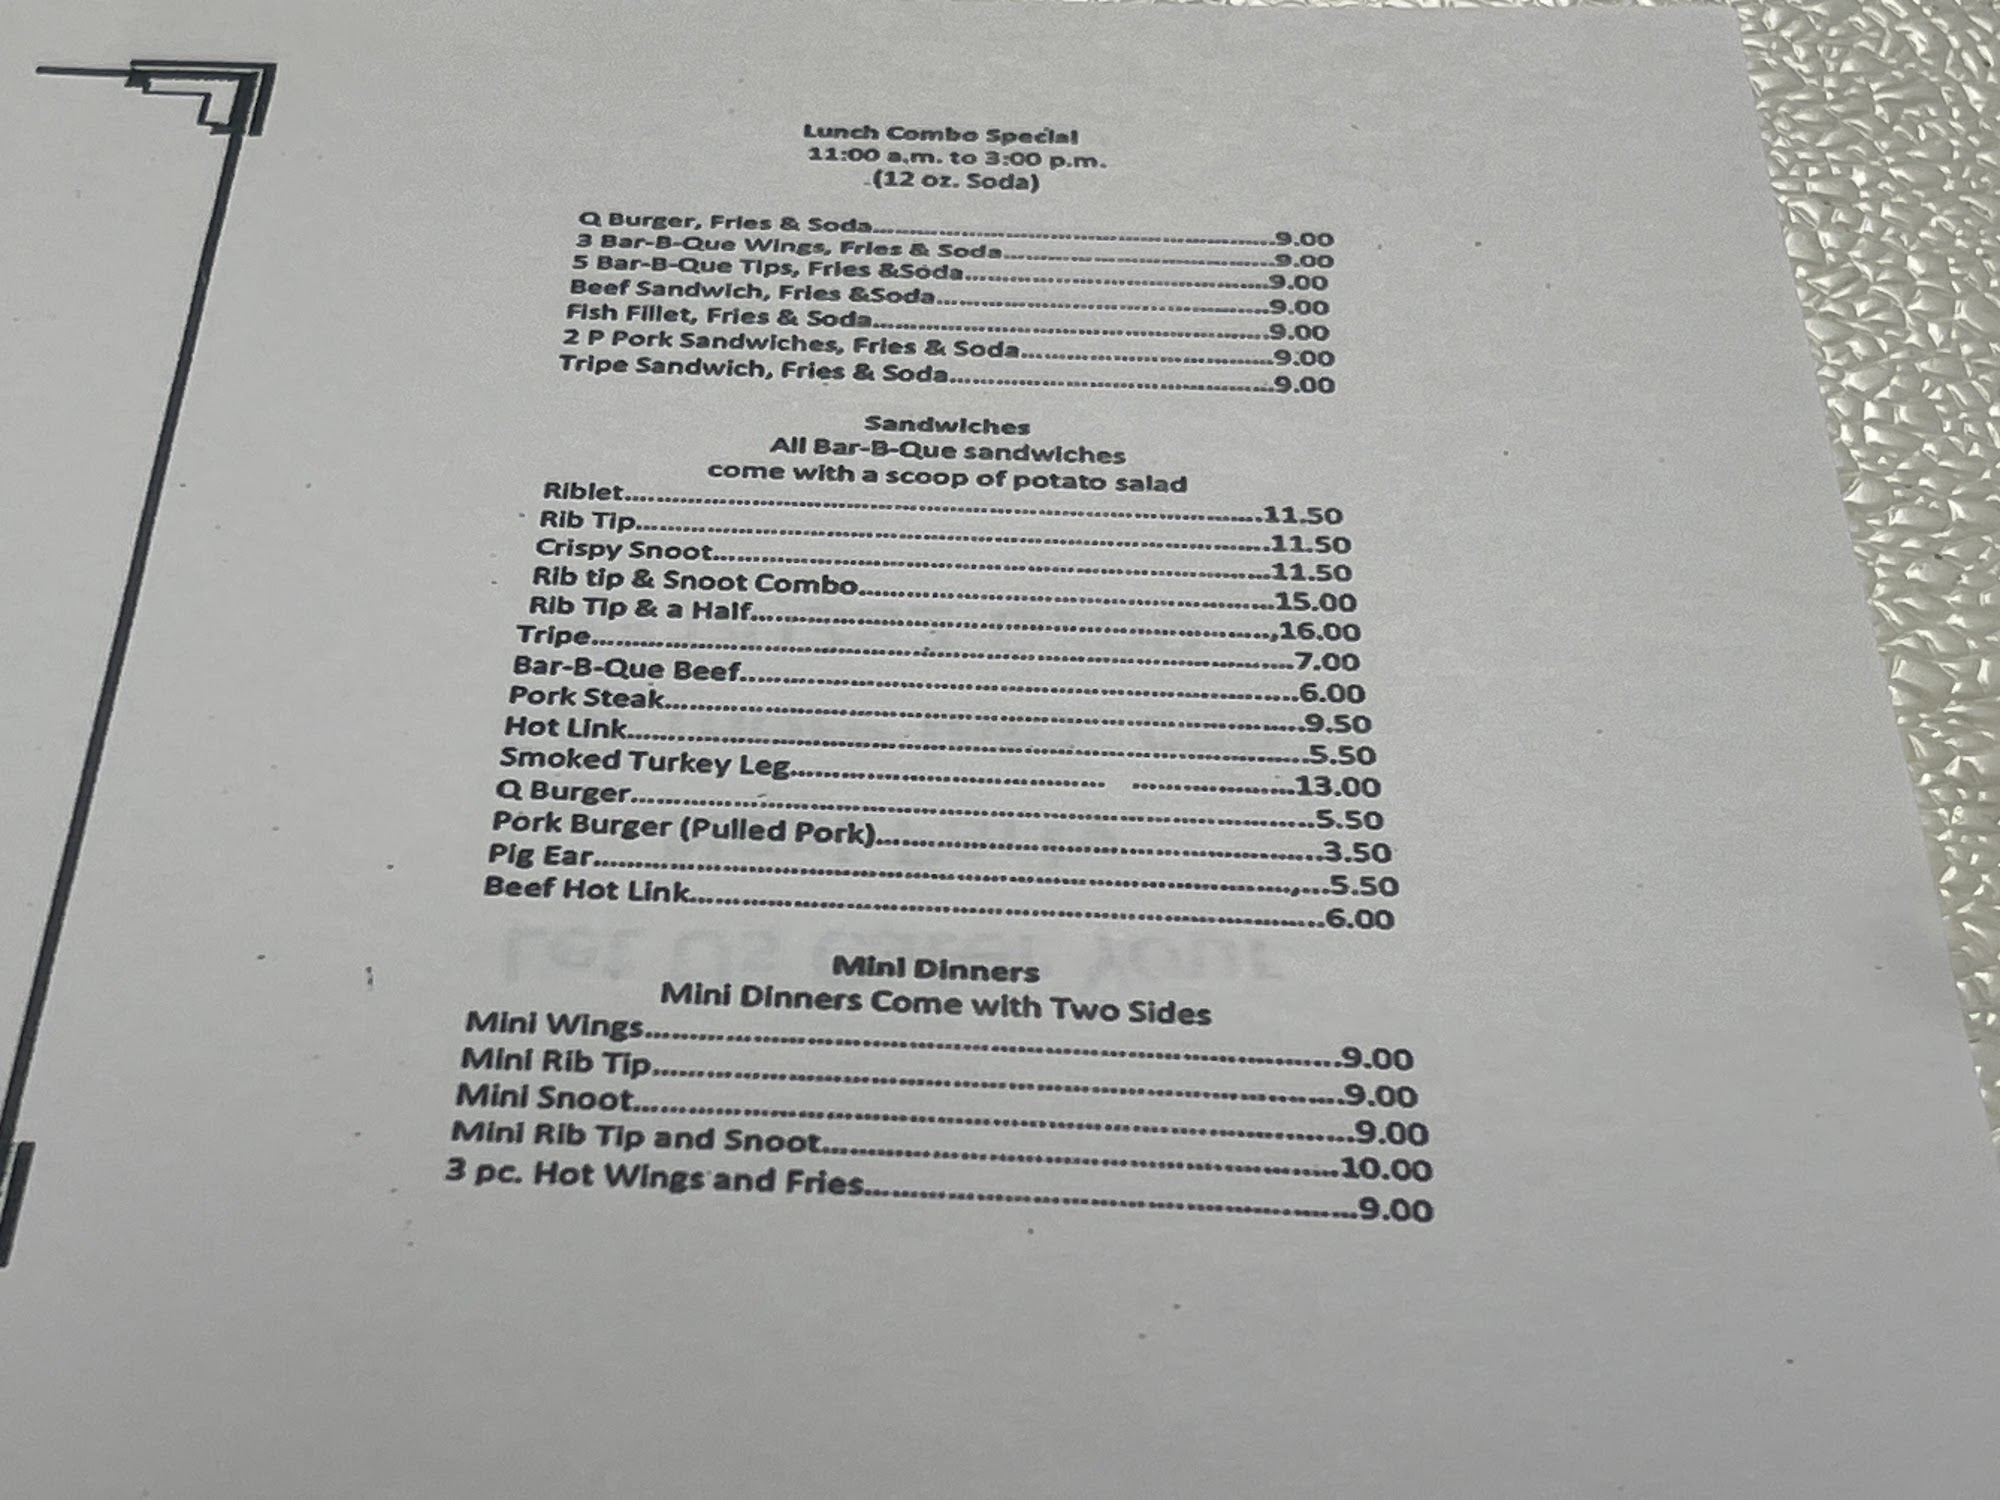 Lunch Combo Special
11:00 a.m. to 3:00 p.m.
(12 oz. Soda)
Q Burger, Fries & Soda....................9.00
3 Bar-B-Que Wings, Fries & Soda....................9.00
5 Bar-B-Que Tips, Fries &Soda....................9.00
Beef Sandwich, Fries &Soda....................9.00
Fish Fillet, Fries & Soda....................9.00
2 P Pork Sandwiches, Fries & Soda....................9.00
Tripe Sandwich, Fries & Soda....................9.00
Sandwiches
All Bar-B-Que sandwiches
come with a scoop of potato salad
Riblet....................11.50
Rib Tip....................11.50
Crispy Snoot....................11.50
Rib tip & Snoot Combo....................15.00
Rib Tip & a Half....................,16.00
Tripe....................7.00
Bar-B-Que Beef....................6.00
Pork Steak....................9.50
Hot Link....................5.50
Smoked Turkey Leg.................... ....................13.00
Q Burger....................5.50
Pork Burger (Pulled Pork)....................3.50
Pig Ear....................,...5.50
Beef Hot Link....................6.00
Let Us cater Your
Mini Dinners
Mini Dinners Come with Two Sides
Mini Wings....................9.00
Mini Rib Tip....................9.00
Mini Snoot....................9.00
Mini Rib Tip and Snoot....................10.00
3 pc. Hot Wings and Fries....................9.00